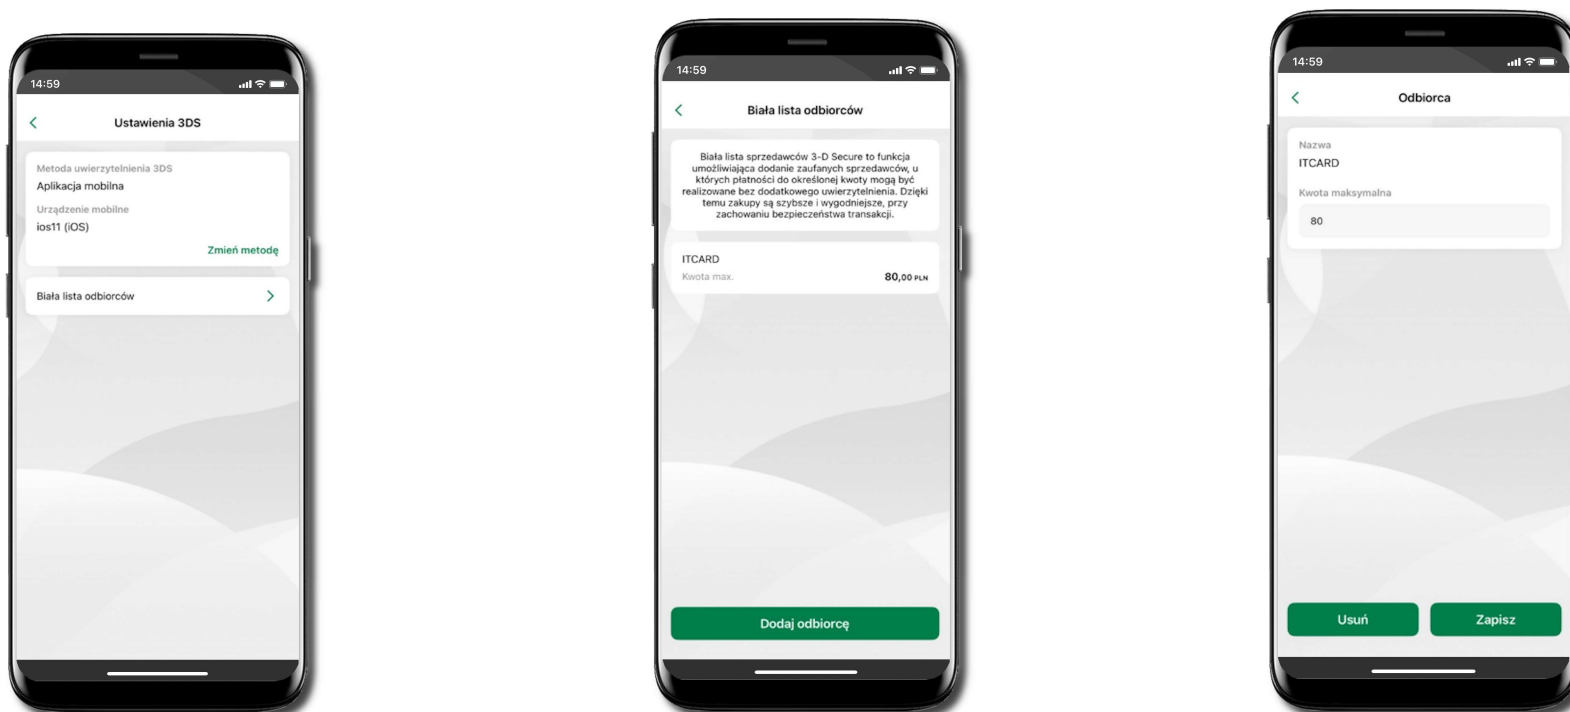 14:59
Ustawienia 3DS
Metoda uwierzytelnienia 3DS
Aplikacja mobilna
Urządzenie mobilne
ios11 (iOS)
Zmień metodę
Biała lista odbiorców
14:59
Biała lista odbiorców
Biała lista sprzedawców 3-D Secure to funkcja
umożliwiająca dodanie zaufanych sprzedawców, u
których płatności do określonej kwoty mogą być
realizowane bez dodatkowego uwierzytelnienia. Dzięki
temu zakupy są szybsze i wygodniejsze, przy
zachowaniu bezpieczeństwa transakcji.
ITCARD
Kwota max. 80,00 PLN
Dodaj odbiorcę
14:59
Odbiorca
Nazwa
ITCARD
Kwota maksymalna
80
Usuń Zapisz